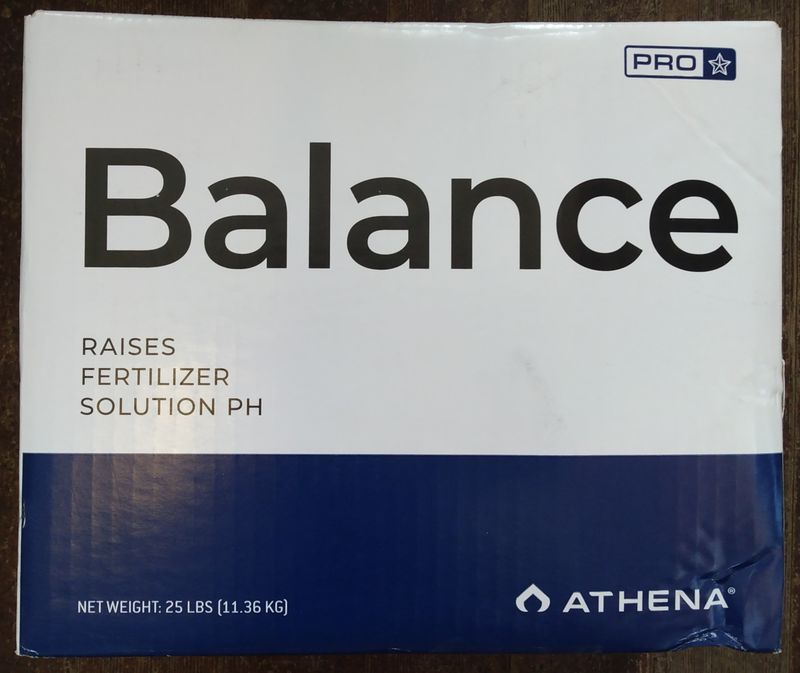 PRO
Balance
RAISES
FERTILIZER
SOLUTION PH
NET WEIGHT: 25 LBS (11.36 KG)
ATHENA®